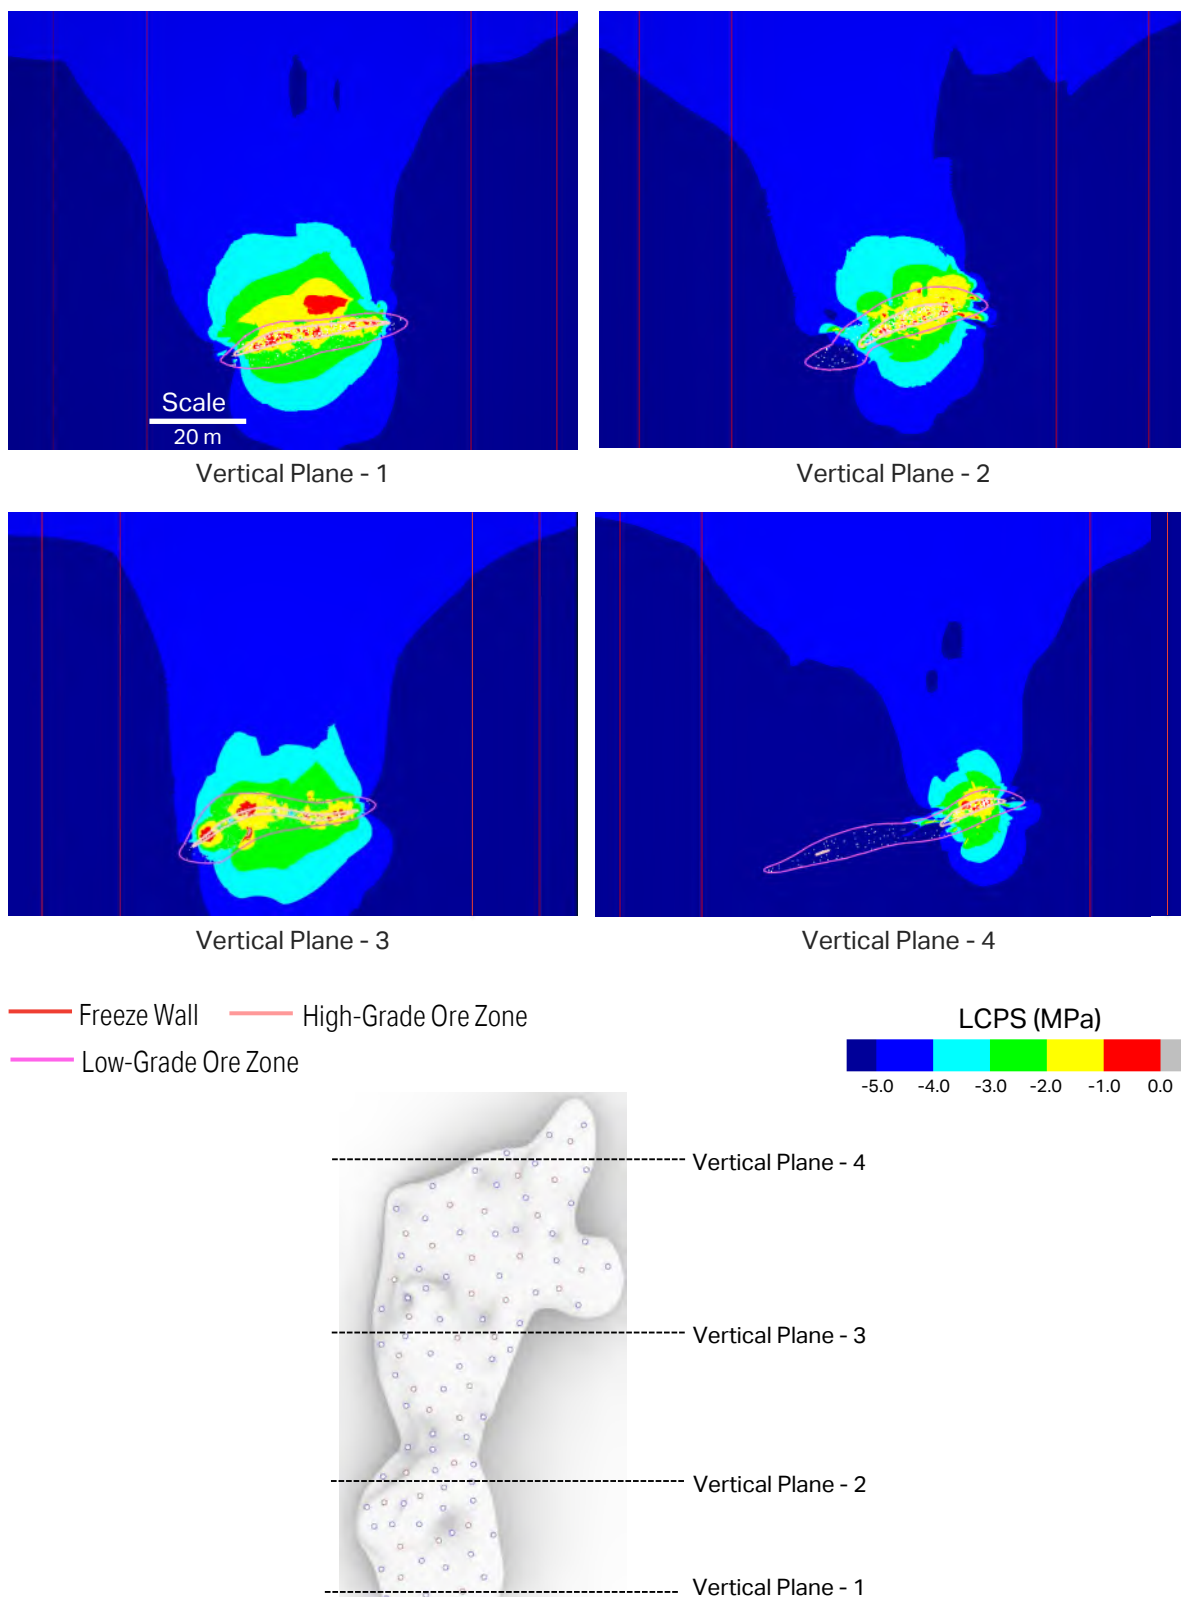 Scale
20 m
Vertical Plane - 1
Vertical Plane - 2
Vertical Plane - 3
Vertical Plane - 4
Freeze Wall
High-Grade Ore Zone
Low-Grade Ore Zone
LCPS (MPa)
-5.0 -4.0 -3.0 -2.0 -1.0 0.0
Vertical Plane - 4
Vertical Plane - 3
Vertical Plane - 2
Vertical Plane - 1